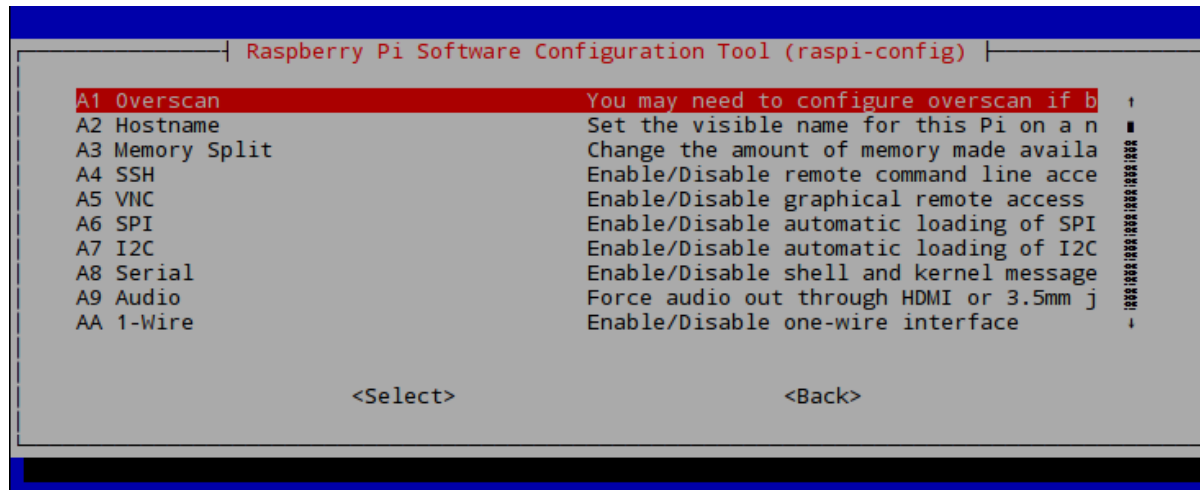 Raspberry Pi Software Configuration Tool (raspi-config)
A1 Overscan You may need to configure overscan if b
A2 Hostname Set the visible name for this Pi on a n
A3 Memory Split Change the amount of memory made availa
A4 SSH Enable/Disable remote command line acce
A5 VNC Enable/Disable graphical remote access
A6 SPI Enable/Disable automatic loading of SPI
A7 I2C Enable/Disable automatic loading of I2C
A8 Serial Enable/Disable shell and kernel message
A9 Audio Force audio out through HDMI or 3.5mm j
AA 1-Wire Enable/Disable one-wire interface
<Select> <Back>